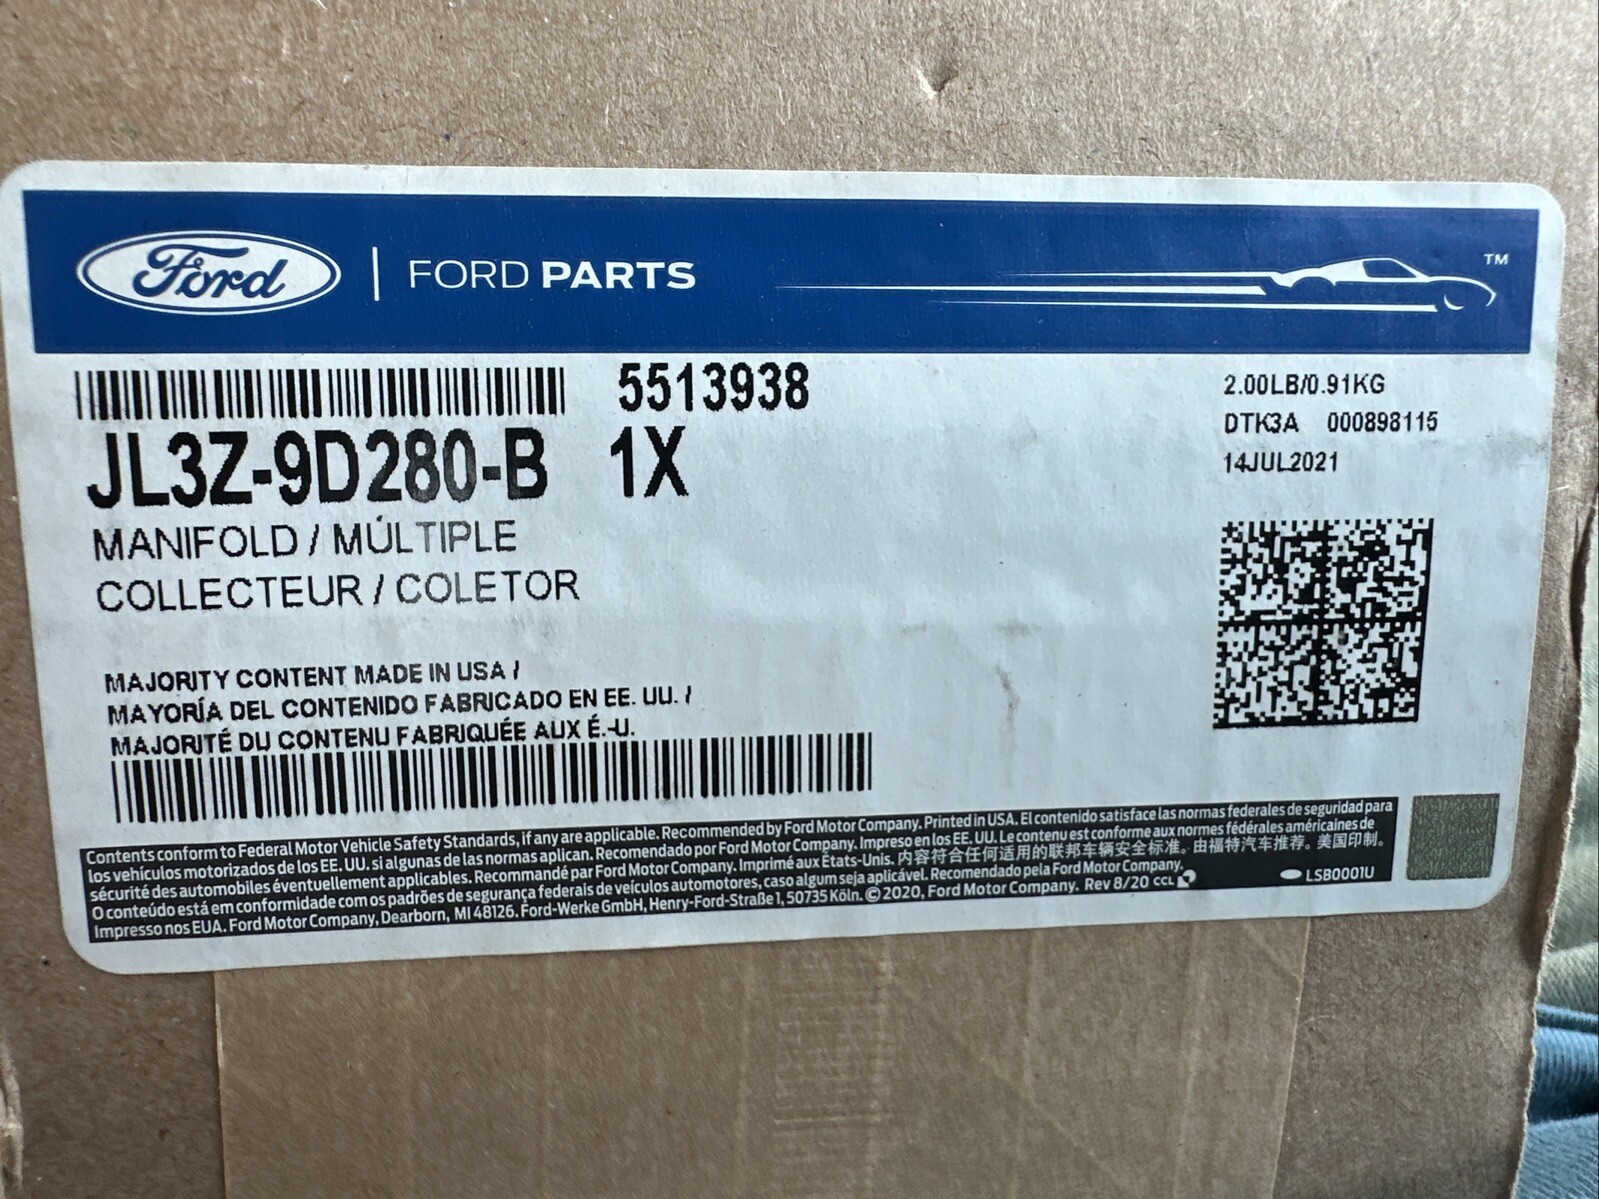 Ford | FORD PARTS ™
5513938
2.00LB/0.91KG
JL3Z-9D280-B 1X
DTK3A 000898115
14JUL2021
MANIFOLD / MÚLTIPLE
COLLECTEUR / COLETOR
MAJORITY CONTENT MADE IN USA /
MAYORÍA DEL CONTENIDO FABRICADO EN EE. UU. /
MAJORITÉ DU CONTENU FABRIQUÉE AUX É.-U.
Contents conform to Federal Motor Vehicle Safety Standards, if any are applicable. Recommended by Ford Motor Company. Printed in USA. El contenido satisface las normas federales de seguridad para
los vehículos motorizados de los EE. UU. si algunas de las normas aplican. Recomendado por Ford Motor Company. Impreso en los EE. UU. Le contenu est conforme aux normes fédérales américaines de
sécurité des automobiles éventuellement applicables. Recommandé par Ford Motor Company. Imprimé aux États-Unis. 内容符合任何适用的联邦车辆安全标准。由福特汽车推荐。美国印制。
O conteúdo está em conformidade com os padrões de segurança federais de veículos automotores, caso algum seja aplicável. Recomendado pela Ford Motor Company.
Impresso nos EUA. Ford Motor Company, Dearborn, MI 48126. Ford-Werke GmbH, Henry-Ford-Straße 1, 50735 Köln. © 2020, Ford Motor Company. Rev 8/20 CCL
LSB0001U